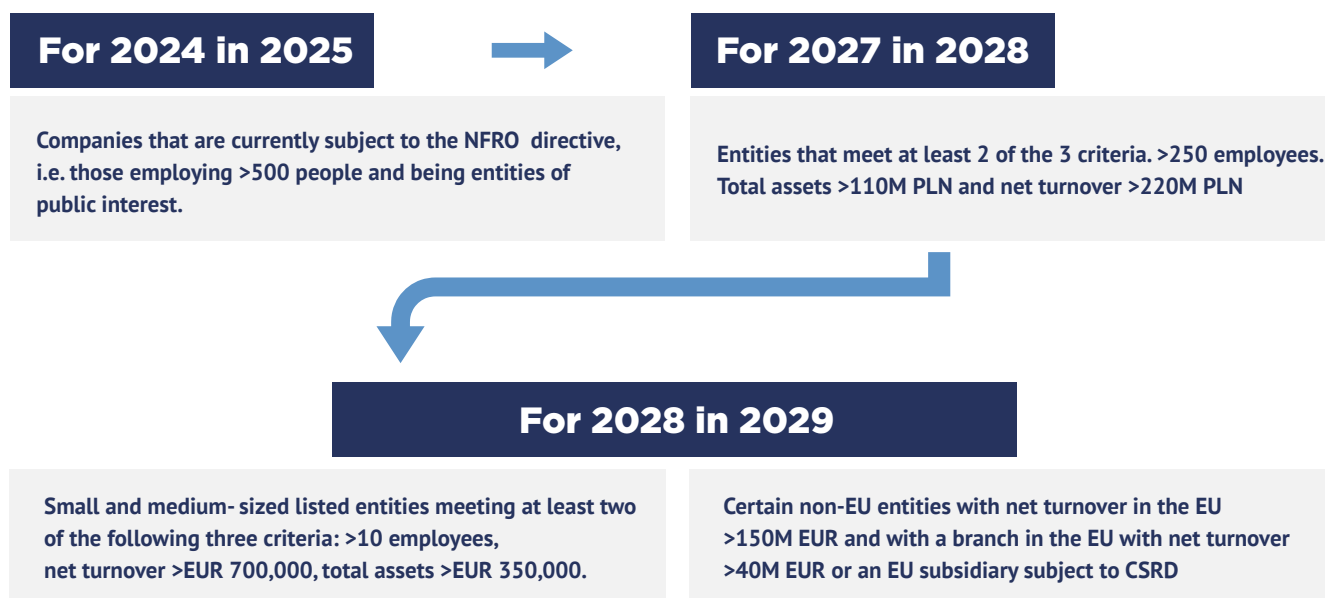 For 2024 in 2025
Companies that are currently subject to the NFRO directive,
i.e. those employing >500 people and being entities of
public interest.
For 2027 in 2028
Entities that meet at least 2 of the 3 criteria. >250 employees.
Total assets >110M PLN and net turnover >220M PLN
For 2028 in 2029
Small and medium- sized listed entities meeting at least two
of the following three criteria: >10 employees,
net turnover >EUR 700,000, total assets >EUR 350,000.
Certain non-EU entities with net turnover in the EU
>150M EUR and with a branch in the EU with net turnover
>40M EUR or an EU subsidiary subject to CSRD